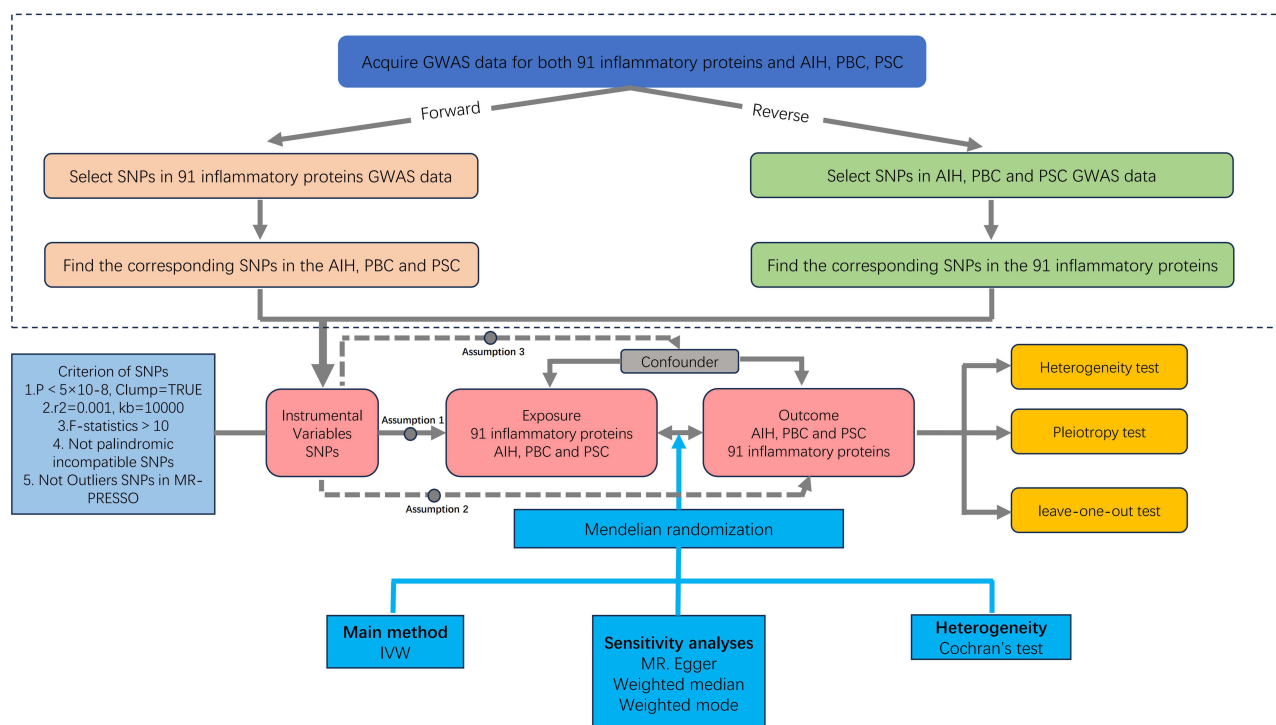 Acquire GWAS data for both 91 inflammatory proteins and AIH, PBC, PSC
Forward
Reverse
Select SNPs in 91 inflammatory proteins GWAS data
Select SNPs in AIH, PBC and PSC GWAS data
Find the corresponding SNPs in the AIH, PBC and PSC
Find the corresponding SNPs in the 91 inflammatory proteins
Assumption 3
Confounder
Criterion of SNPs
1.P < 5×10-8, Clump=TRUE
2.r2=0.001, kb=10000
3.F-statistics > 10
4. Not palindromic
incompatible SNPs
5. Not Outliers SNPs in MR-
PRESSO
Instrumental
Variables
SNPs
Assumption 1
Exposure
91 inflammatory proteins
AIH, PBC and PSC
Outcome
AIH, PBC and PSC
91 inflammatory proteins
Heterogeneity test
Pleiotropy test
leave-one-out test
Assumption 2
Mendelian randomization
Main method
IVW
Sensitivity analyses
MR. Egger
Weighted median
Weighted mode
Heterogeneity
Cochran's test